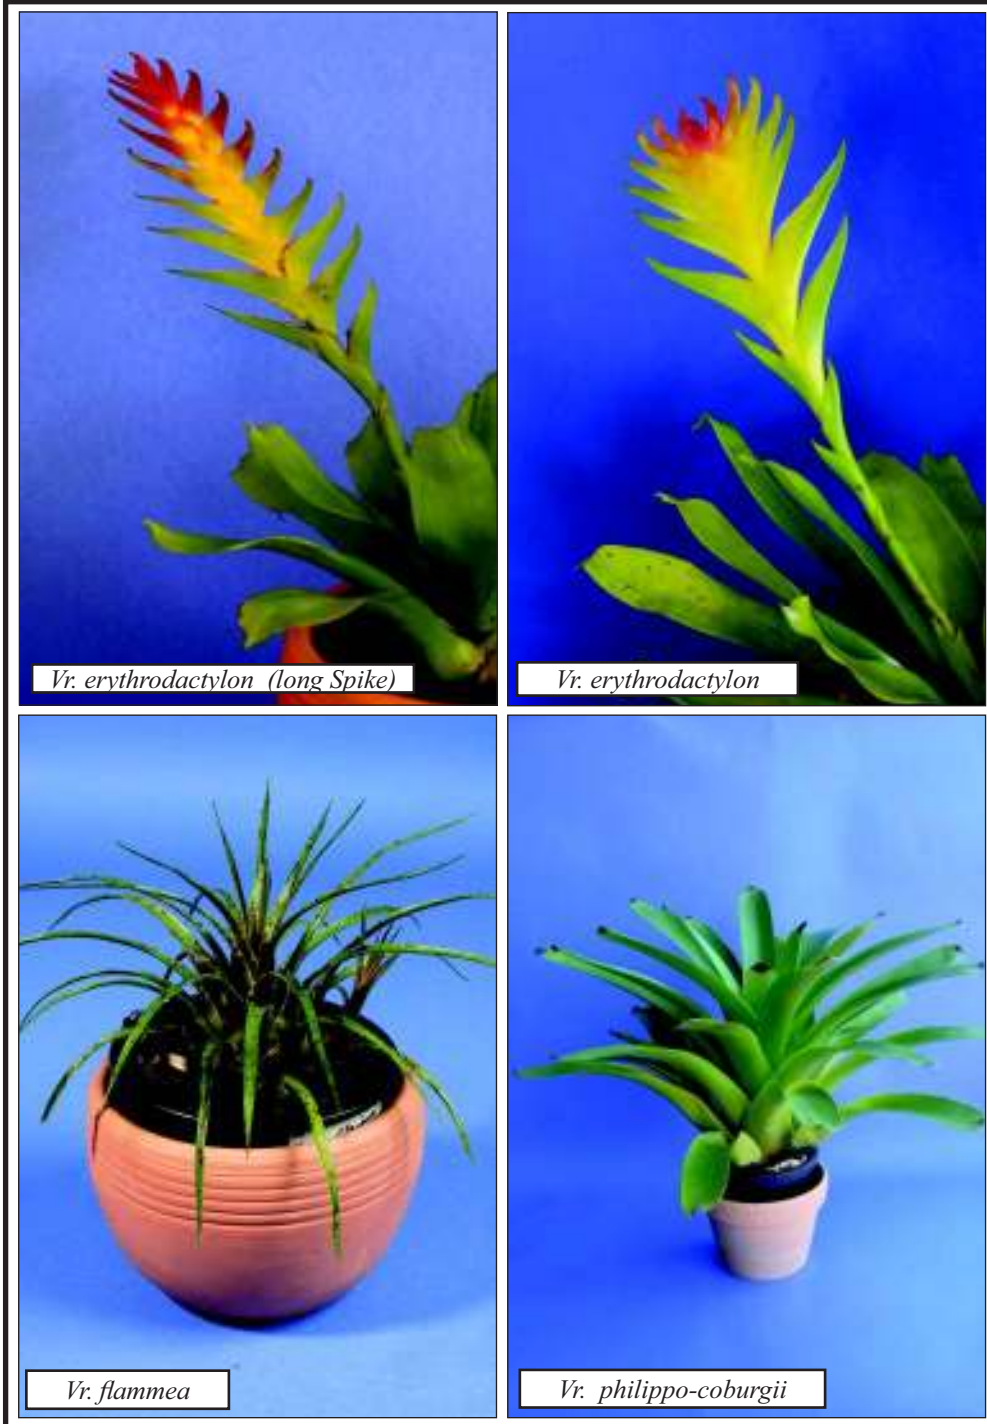 Vr. erythrodactylon (long Spike)
Vr. erythrodactylon
Vr. flammea
Vr. philippo-coburgii